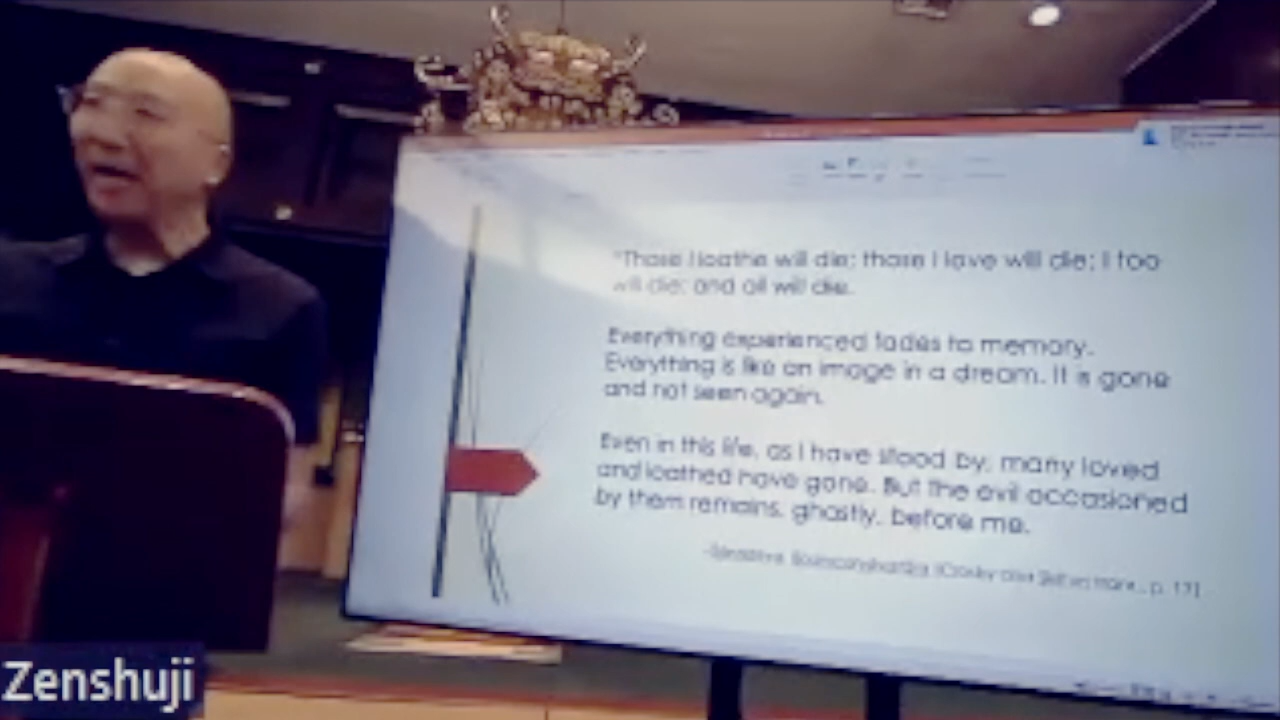 "Those I loathe will die; those I love will die; I too
will die; and all will die.
Everything experienced fades to memory.
Everything is like an image in a dream. It is gone
and not seen again.
Even in this life, as I have stood by, many loved
and loathed have gone. But the evil occasioned
by them remains, ghostly, before me.
p. 17]
Zenshuji